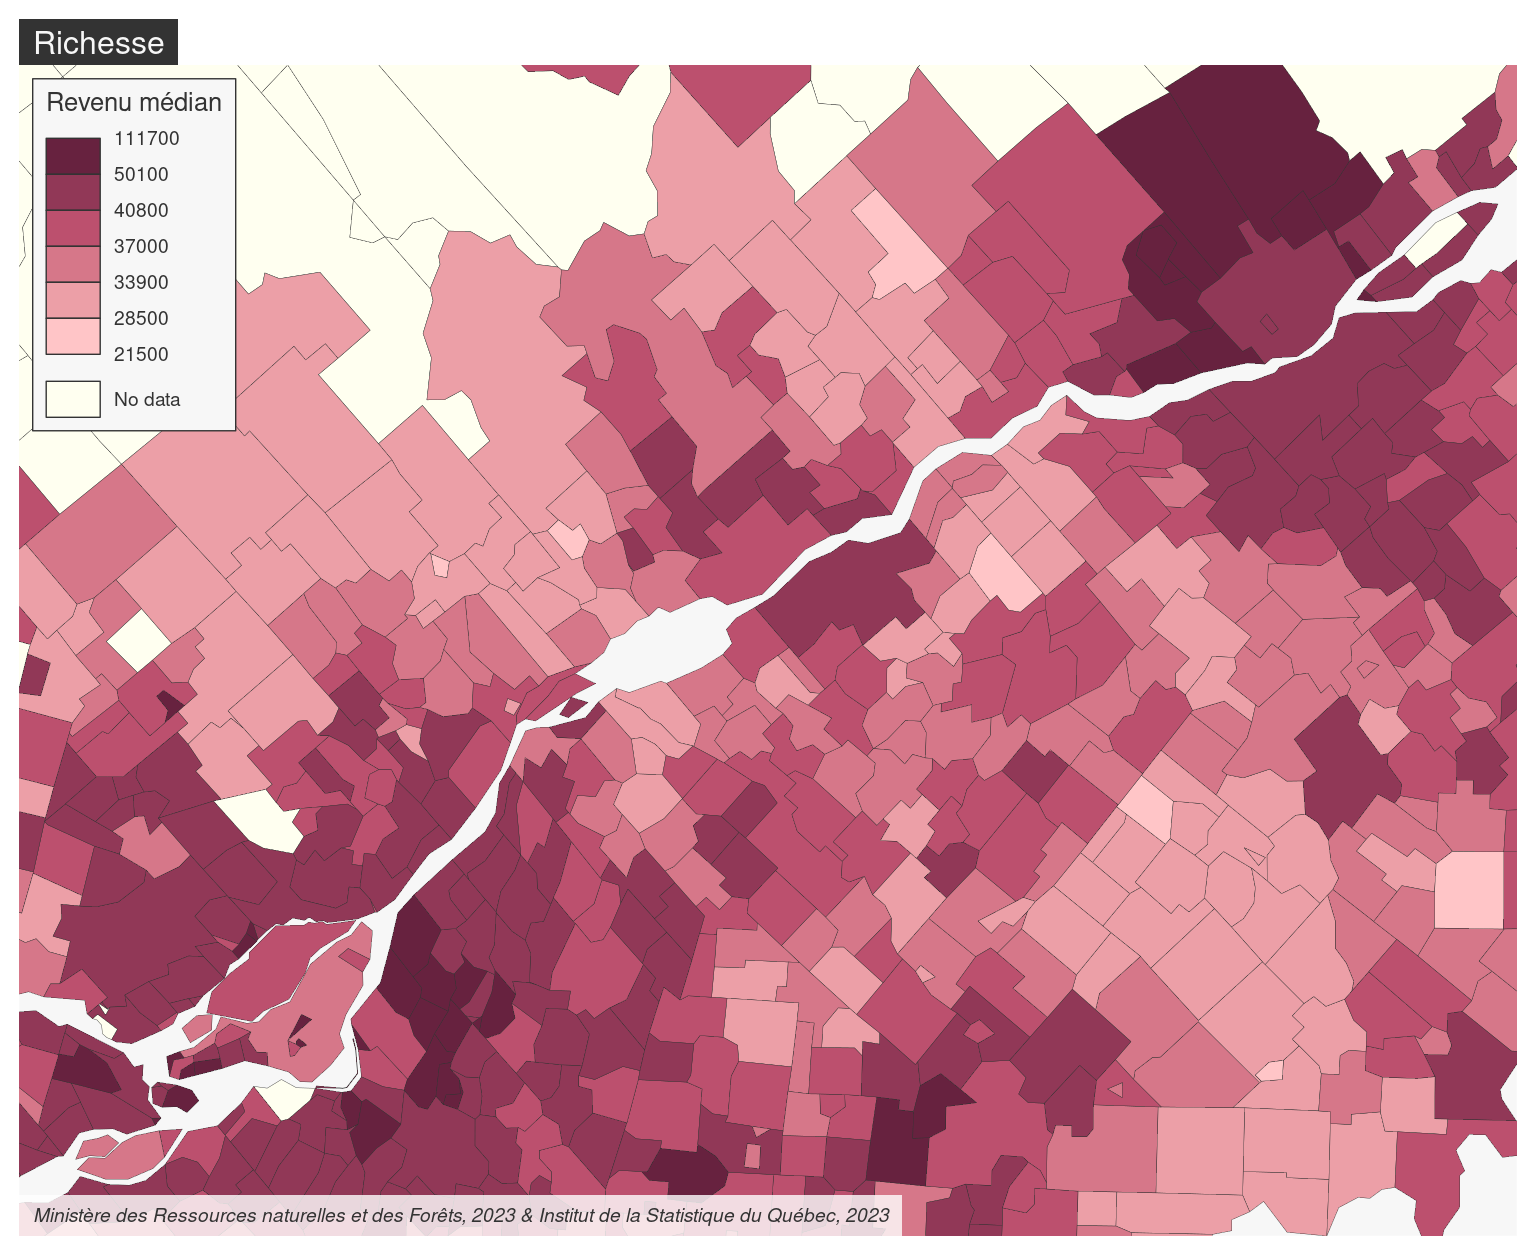 Richesse
Revenu médian
111700
50100
40800
37000
33900
28500
21500
No data
Ministère des Ressources naturelles et des Forêts, 2023 & Institut de la Statistique du Québec, 2023